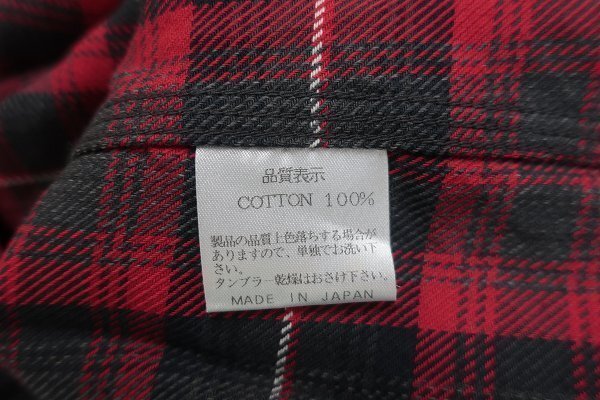 品質表示
COTTON 100%
製品の品質上色落ちする場合が
ありますので、単独でお洗い下
さい。
タンブラー乾燥はおさけ下さい。
MADE IN JAPAN